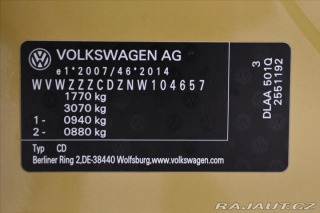 VOLKSWAGEN AG
e1*2007/46*2014
WVWZZZCDZNW104657
1770 kg
3070 kg
1- 0940 kg
2- 0880 kg
Typ CD
Berliner Ring 2,DE-38440 Wolfsburg,www.volkswagen.com
3
DLAA 501Q
2551192
RAJAUT.CZ